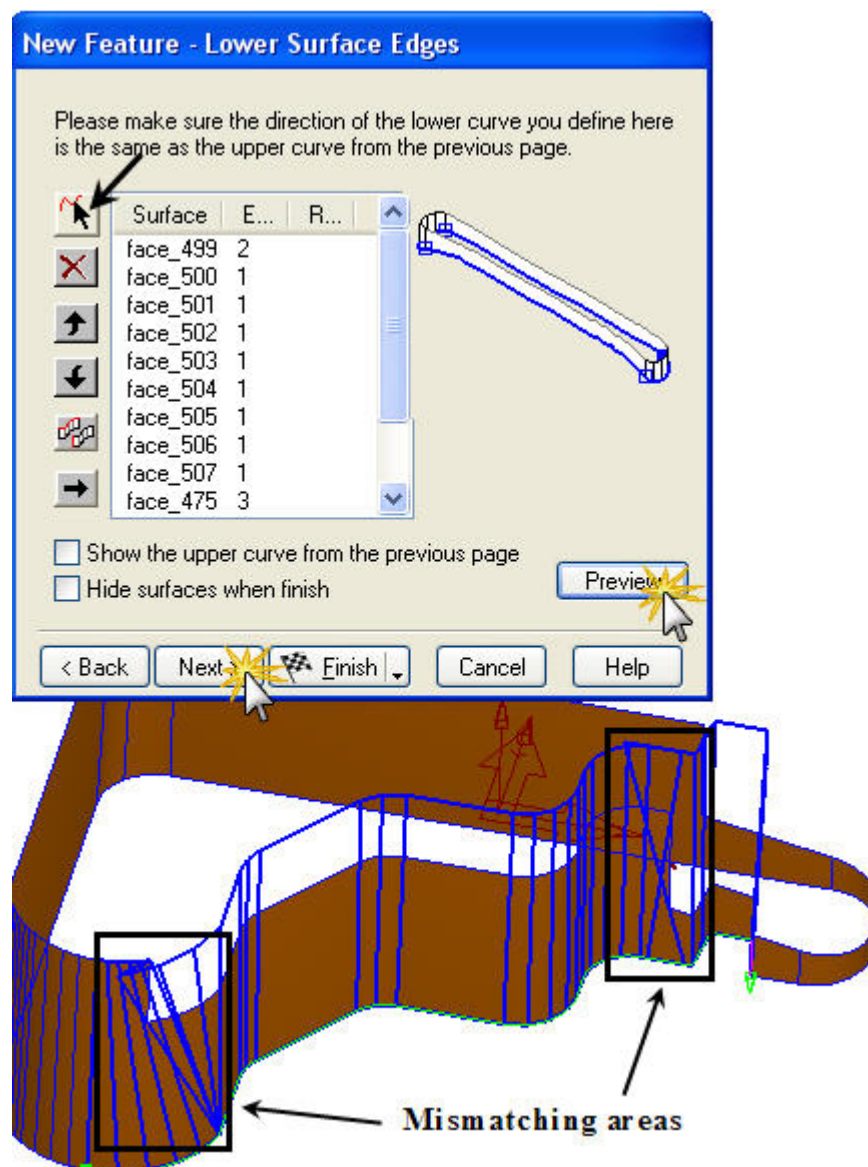 New Feature - Lower Surface Edges
Please make sure the direction of the lower curve you define here
is the same as the upper curve from the previous page.
Surface E... R...
face_499 2
face_500 1
face_501 1
face_502 1
face_503 1
face_504 1
face_505 1
face_506 1
face_507 1
face_475 3
Show the upper curve from the previous page
Hide surfaces when finish
Preview
< Back Next > Finish Cancel Help
Mismatching areas